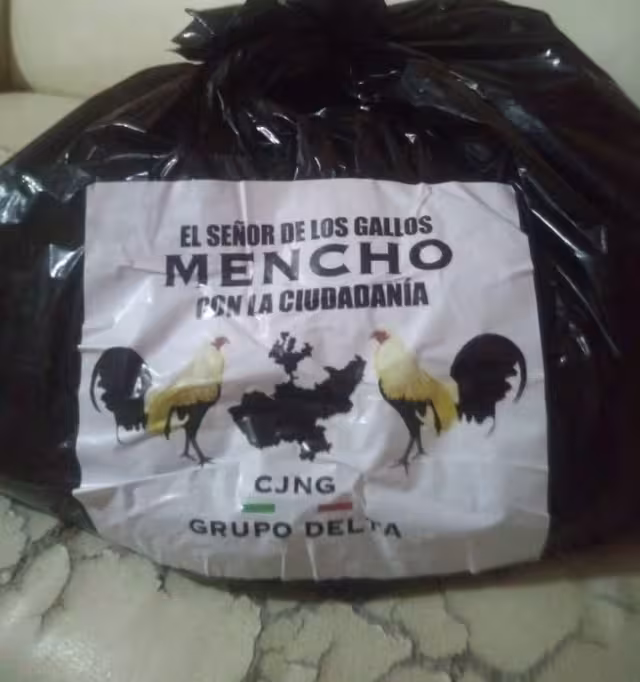 EL SEÑOR DE LOS GALLOS
MENCHO
CON LA CIUDADANÍA
CJNG
GRUPO DELTA